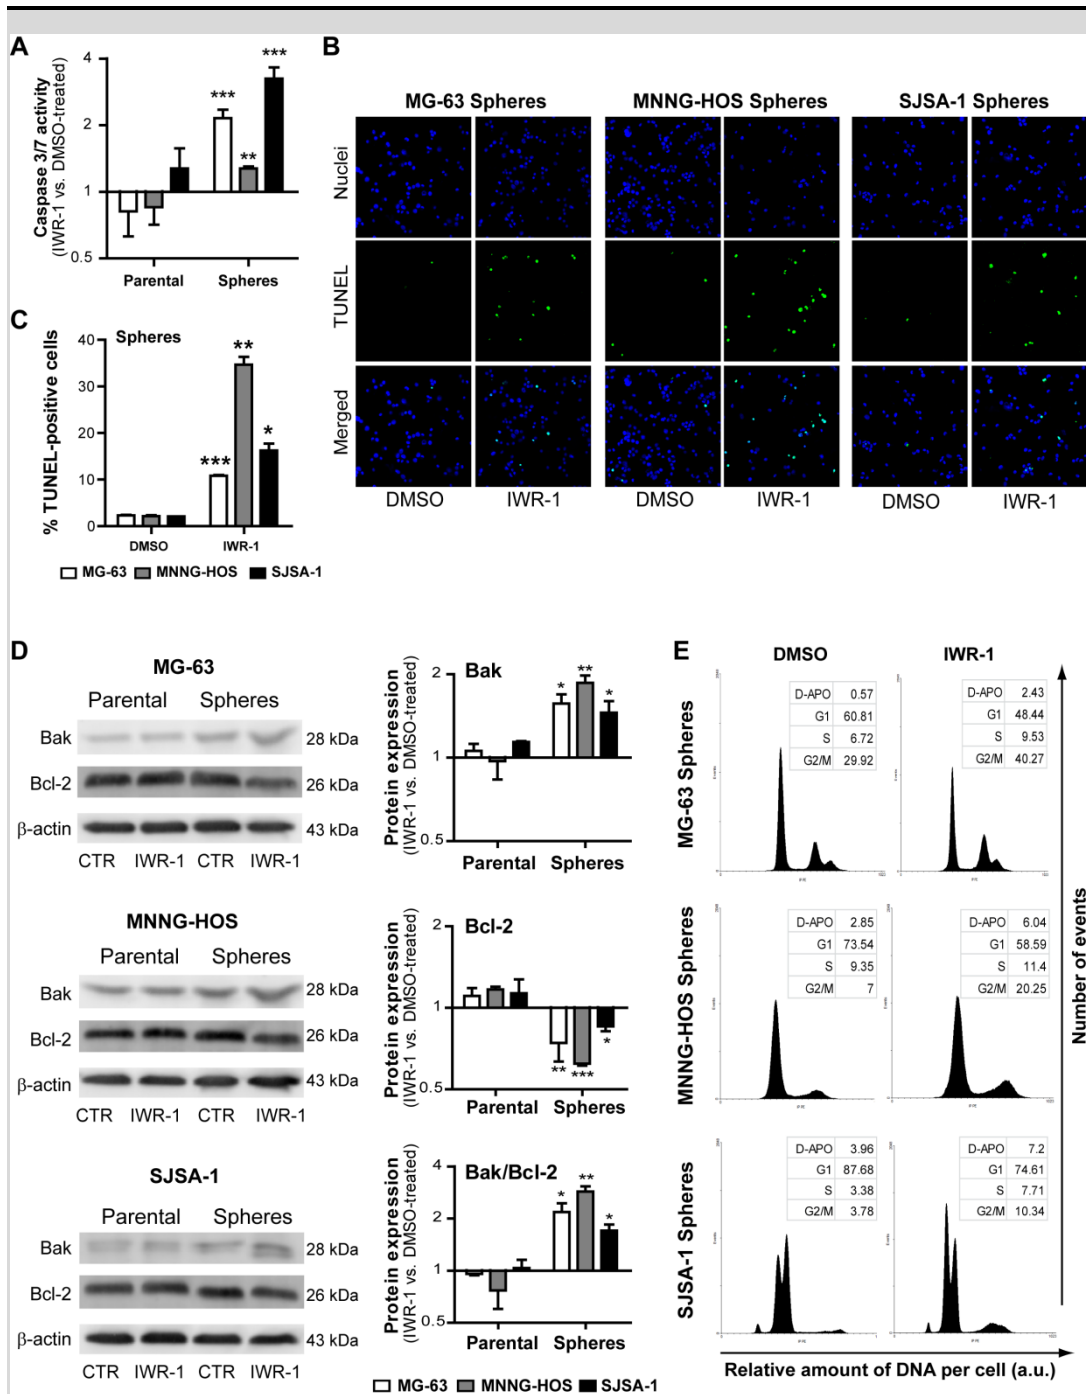 A
Caspase 3/7 activity
(IWR-1 vs. DMSO-treated)
4
2
1
0.5
***
**
***
Parental
Spheres
B
MG-63 Spheres
MNNG-HOS Spheres
SJSA-1 Spheres
Nuclei
TUNEL
Merged
DMSO
IWR-1
DMSO
IWR-1
DMSO
IWR-1
C
Spheres
% TUNEL-positive cells
40
30
20
10
0
***
**
*
DMSO
IWR-1
MG-63
MNNG-HOS
SJSA-1
D
MG-63
Parental
Spheres
Bak
28 kDa
Bcl-2
26 kDa
β-actin
43 kDa
CTR
IWR-1
CTR
IWR-1
MNNG-HOS
Parental
Spheres
Bak
28 kDa
Bcl-2
26 kDa
β-actin
43 kDa
CTR
IWR-1
CTR
IWR-1
SJSA-1
Parental
Spheres
Bak
28 kDa
Bcl-2
26 kDa
β-actin
43 kDa
CTR
IWR-1
CTR
IWR-1
Bak
Protein expression
(IWR-1 vs. DMSO-treated)
2
1
0.5
*
**
*
Parental
Spheres
Bcl-2
Protein expression
(IWR-1 vs. DMSO-treated)
2
1
0.5
**
***
*
Parental
Spheres
Bak/Bcl-2
Protein expression
(IWR-1 vs. DMSO-treated)
4
2
1
0.5
*
**
*
Parental
Spheres
MG-63
MNNG-HOS
SJSA-1
E
DMSO
IWR-1
MG-63 Spheres
D-APO 0.57
G1 60.81
S 6.72
G2/M 29.92
D-APO 2.43
G1 48.44
S 9.53
G2/M 40.27
MNNG-HOS Spheres
D-APO 2.85
G1 73.54
S 9.35
G2/M 7
D-APO 6.04
G1 58.59
S 11.4
G2/M 20.25
SJSA-1 Spheres
D-APO 3.96
G1 87.68
S 3.38
G2/M 3.78
D-APO 7.2
G1 74.61
S 7.71
G2/M 10.34
Number of events
Relative amount of DNA per cell (a.u.)